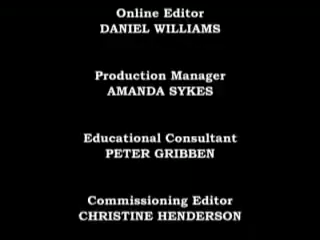 Online Editor
DANIEL WILLIAMS
Production Manager
AMANDA SYKES
Educational Consultant
PETER GRIBBEN
Commissioning Editor
CHRISTINE HENDERSON